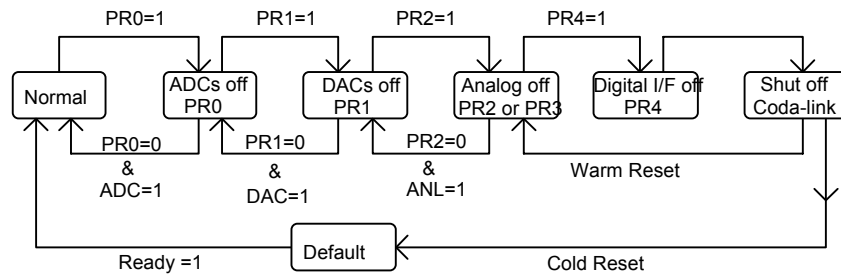 PR0=1
PR1=1
PR2=1
PR4=1
Normal
ADCs off
PR0
DACs off
PR1
Analog off
PR2 or PR3
Digital I/F off
PR4
Shut off
Coda-link
PR0=0
&
ADC=1
PR1=0
&
DAC=1
PR2=0
&
ANL=1
Warm Reset
Ready =1
Default
Cold Reset